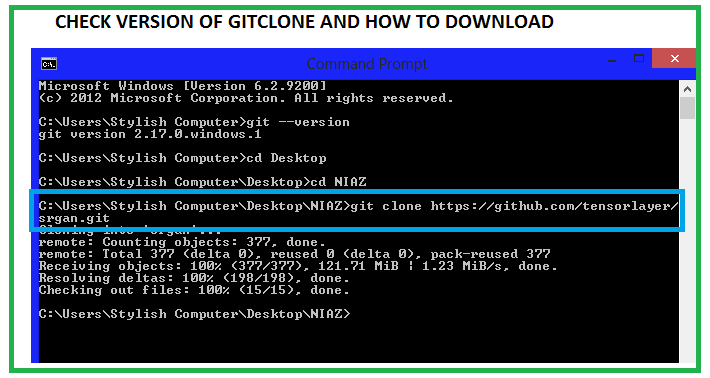 CHECK VERSION OF GITCLONE AND HOW TO DOWNLOAD
C:\.
Command Prompt
Microsoft Windows [Version 6.2.9200]
(c) 2012 Microsoft Corporation. All rights reserved.
C:\Users\Stylish Computer>git --version
git version 2.17.0.windows.1
C:\Users\Stylish Computer>cd Desktop
C:\Users\Stylish Computer\Desktop>cd NIAZ
C:\Users\Stylish Computer\Desktop\NIAZ>git clone https://github.com/tensorlayer/
srgan.git
Cloning into 'srgan'...
remote: Counting objects: 377, done.
remote: Total 377 (delta 0), reused 0 (delta 0), pack-reused 377
Receiving objects: 100% (377/377), 121.71 MiB | 1.23 MiB/s, done.
Resolving deltas: 100% (198/198), done.
Checking out files: 100% (15/15), done.
C:\Users\Stylish Computer\Desktop\NIAZ>